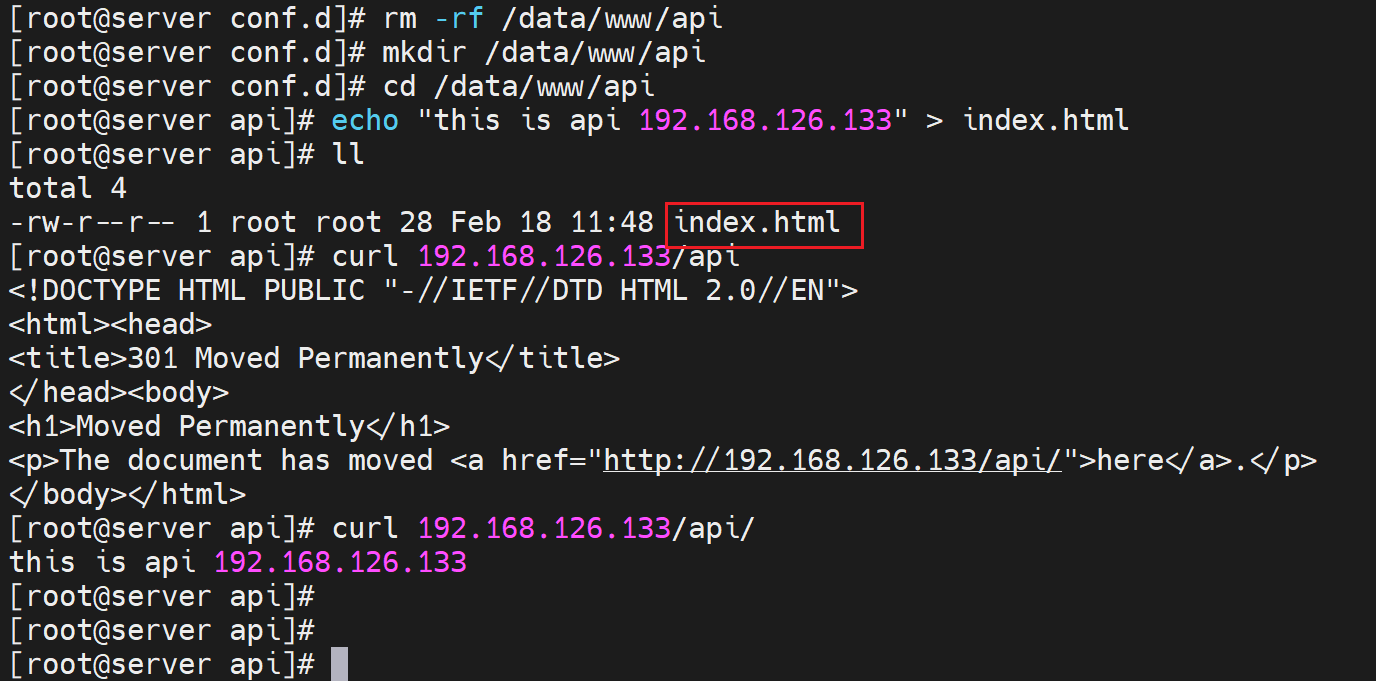 [root@server conf.d]# rm -rf /data/www/api
[root@server conf.d]# mkdir /data/www/api
[root@server conf.d]# cd /data/www/api
[root@server api]# echo "this is api 192.168.126.133" > index.html
[root@server api]# ll
total 4
-rw-r--r-- 1 root root 28 Feb 18 11:48 index.html
[root@server api]# curl 192.168.126.133/api
<!DOCTYPE HTML PUBLIC "-//IETF//DTD HTML 2.0//EN">
<html><head>
<title>301 Moved Permanently</title>
</head><body>
<h1>Moved Permanently</h1>
<p>The document has moved <a href="http://192.168.126.133/api/">here</a>.</p>
</body></html>
[root@server api]# curl 192.168.126.133/api/
this is api 192.168.126.133
[root@server api]#
[root@server api]#
[root@server api]#